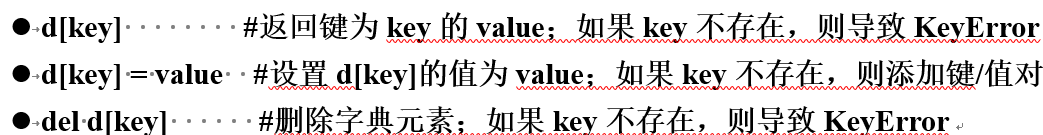 ● d[key] #返回键为 key 的 value；如果 key 不存在，则导致 KeyError
● d[key] = value #设置 d[key]的值为 value；如果 key 不存在，则添加键/值对
● del d[key] #删除字典元素；如果 key 不存在，则导致 KeyError